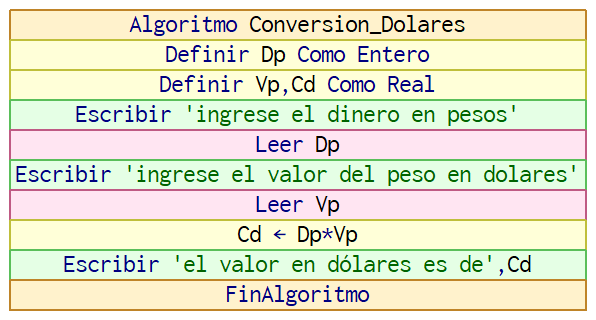 Algoritmo Conversion_Dolares
Definir Dp Como Entero
Definir Vp,Cd Como Real
Escribir 'ingrese el dinero en pesos'
Leer Dp
Escribir 'ingrese el valor del peso en dolares'
Leer Vp
Cd ← Dp*Vp
Escribir 'el valor en dólares es de',Cd
FinAlgoritmo